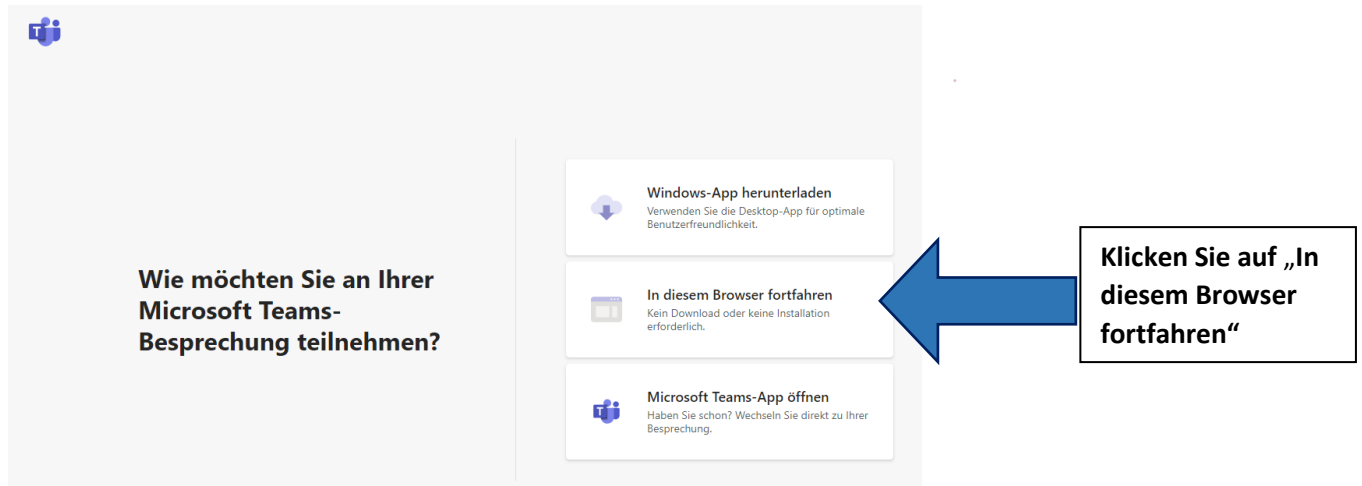 Wie möchten Sie an Ihrer
Microsoft Teams-
Besprechung teilnehmen?
Windows-App herunterladen
Verwenden Sie die Desktop-App für optimale
Benutzerfreundlichkeit.
In diesem Browser fortfahren
Kein Download oder keine Installation
erforderlich.
Microsoft Teams-App öffnen
Haben Sie schon? Wechseln Sie direkt zu Ihrer
Besprechung.
Klicken Sie auf „In
diesem Browser
fortfahren“